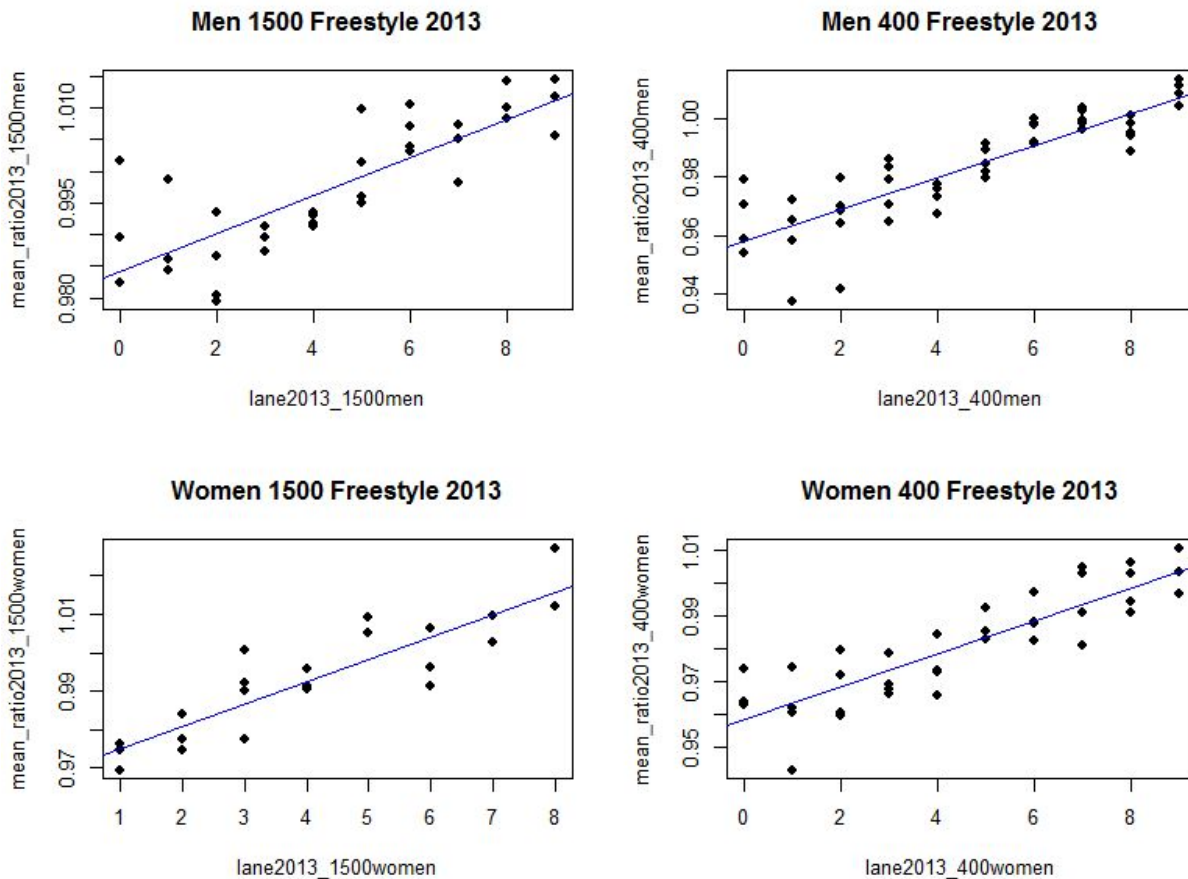 Men 1500 Freestyle 2013
mean_ratio2013_1500men
0.980 0.995 1.010
0 2 4 6 8
lane2013_1500men
Men 400 Freestyle 2013
mean_ratio2013_400men
0.94 0.96 0.98 1.00
0 2 4 6 8
lane2013_400men
Women 1500 Freestyle 2013
mean_ratio2013_1500women
0.97 0.99 1.01
1 2 3 4 5 6 7 8
lane2013_1500women
Women 400 Freestyle 2013
mean_ratio2013_400women
0.95 0.97 0.99 1.01
0 2 4 6 8
lane2013_400women